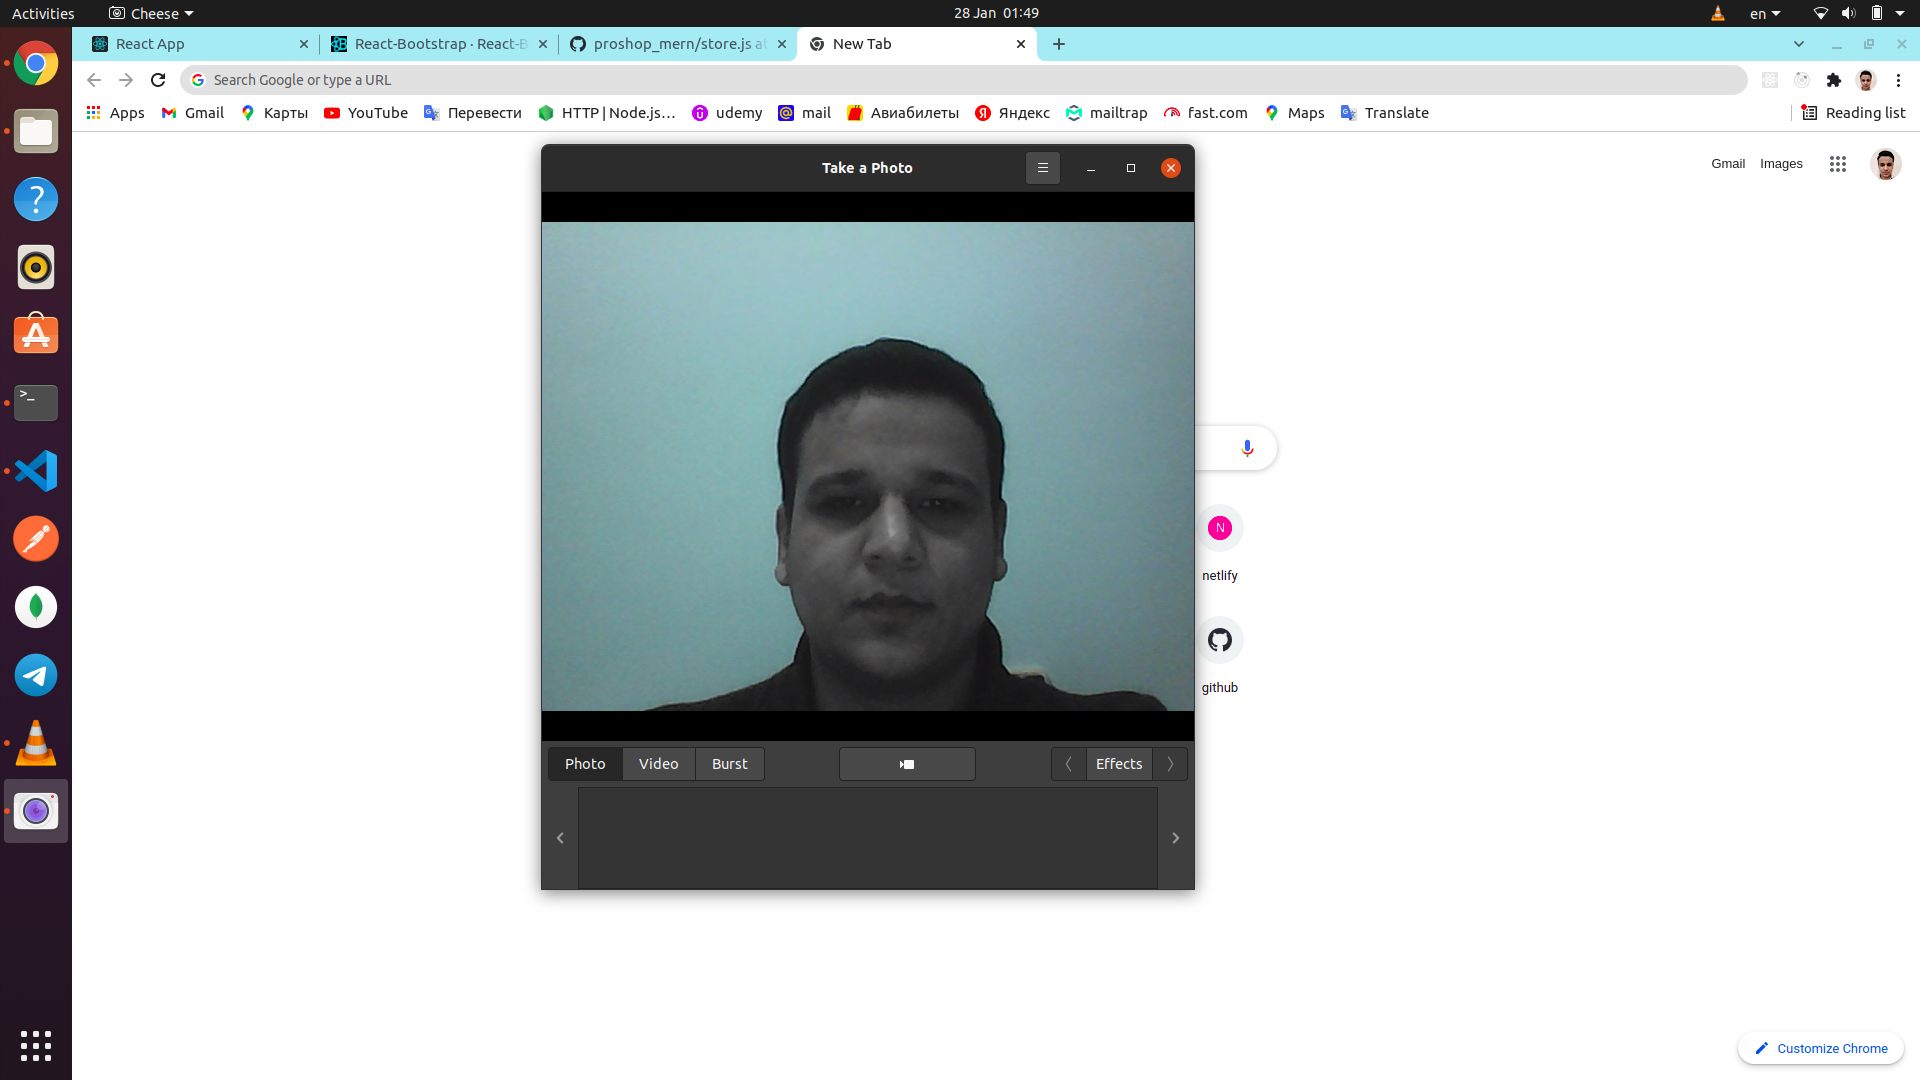 Activities Cheese 28 Jan 01:49 en
React App React-Bootstrap · React-B proshop_mern/store.js at New Tab
Search Google or type a URL
Apps Gmail Карты YouTube Перевести HTTP | Node.js… udemy mail Авиабилеты Яндекс mailtrap fast.com Maps Translate Reading list
Take a Photo
Gmail Images
N
netlify
github
Photo Video Burst Effects
Customize Chrome